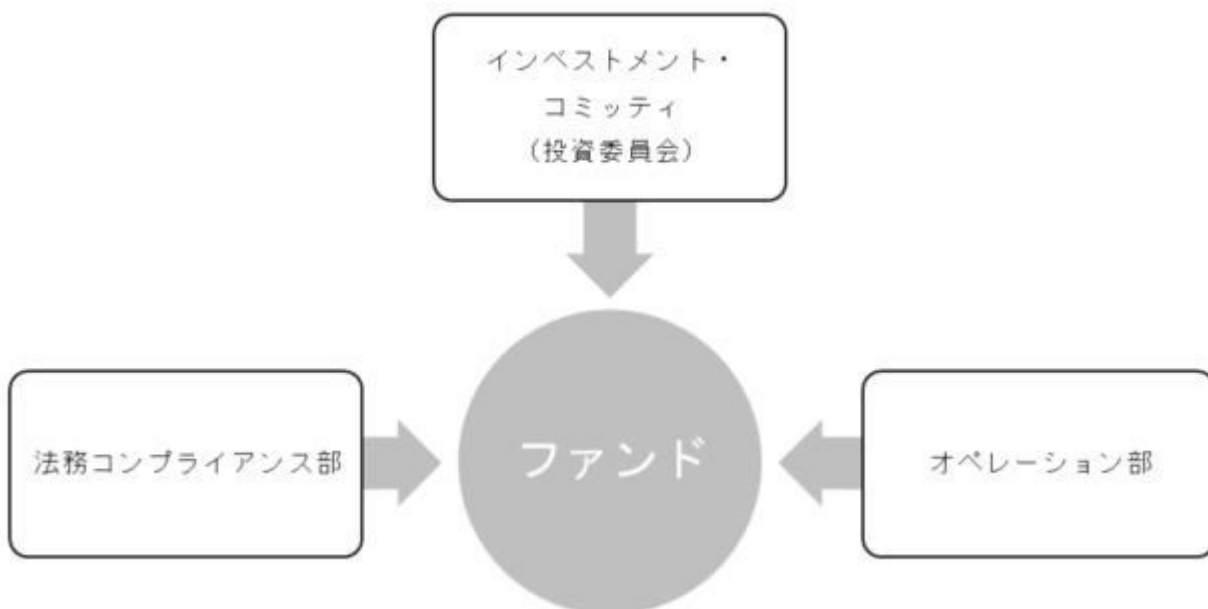 インベストメント・
コミッティ
（投資委員会）
法務コンプライアンス部
ファンド
オペレーション部